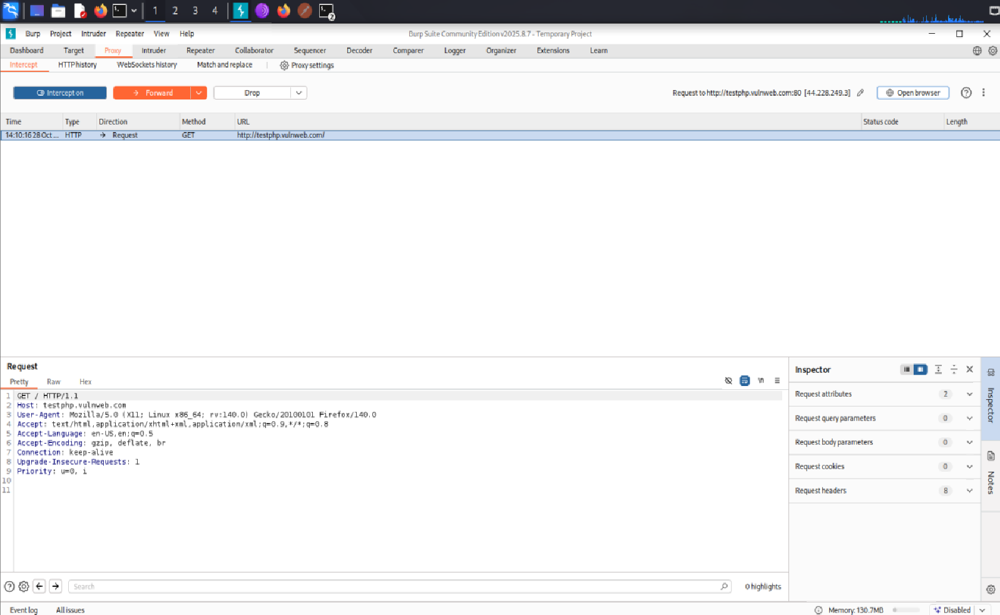 1 2 3 4 2
Burp Project Intruder Repeater View Help Burp Suite Community Edition v2025.8.7 - Temporary Project
Dashboard Target Proxy Intruder Repeater Collaborator Sequencer Decoder Comparer Logger Organizer Extensions Learn
Intercept HTTP history WebSockets history Match and replace Proxy settings
Intercept on Forward Drop Request to http://testphp.vulnweb.com:80 [44.228.249.3] Open browser
Time Type Direction Method URL Status code Length
14:10:16 28 Oct ... HTTP Request GET http://testphp.vulnweb.com/
Request
Pretty Raw Hex
\n
1 GET / HTTP/1.1
2 Host: testphp.vulnweb.com
3 User-Agent: Mozilla/5.0 (X11; Linux x86_64; rv:140.0) Gecko/20100101 Firefox/140.0
4 Accept: text/html,application/xhtml+xml,application/xml;q=0.9,*/*;q=0.8
5 Accept-Language: en-US,en;q=0.5
6 Accept-Encoding: gzip, deflate, br
7 Connection: keep-alive
8 Upgrade-Insecure-Requests: 1
9 Priority: u=0, i
10
11
Inspector
Request attributes 2
Request query parameters 0
Request body parameters 0
Request cookies 0
Request headers 8
Inspector
Notes
Search 0 highlights
Event log All issues Memory: 130.7MB Disabled